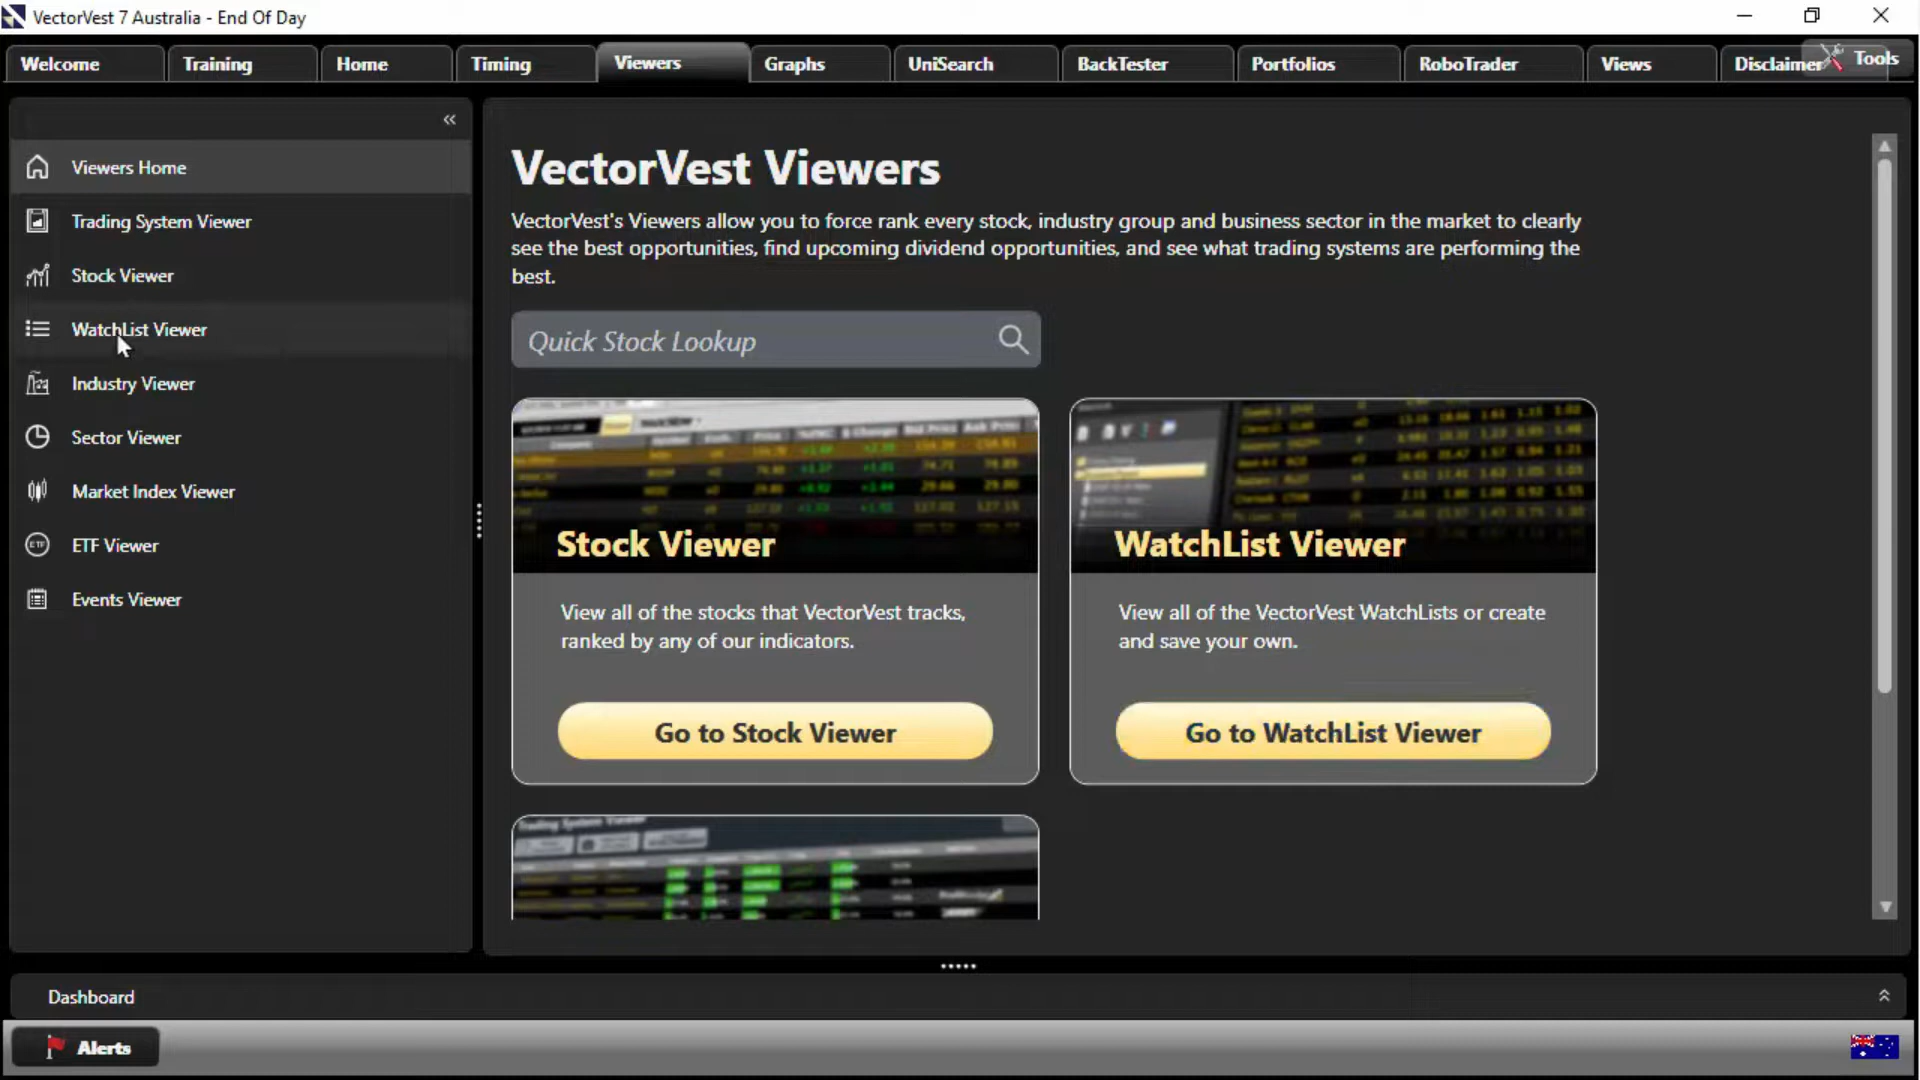 VectorVest 7 Australia - End Of Day
Welcome
Training
Home
Timing
Viewers
Graphs
UniSearch
BackTester
Portfolios
RoboTrader
Views
Disclaimer
Tools
Viewers Home
Trading System Viewer
Stock Viewer
WatchList Viewer
Industry Viewer
Sector Viewer
Market Index Viewer
ETF
ETF Viewer
Events Viewer
VectorVest Viewers
VectorVest's Viewers allow you to force rank every stock, industry group and business sector in the market to clearly
see the best opportunities, find upcoming dividend opportunities, and see what trading systems are performing the
best.
Quick Stock Lookup
Stock Viewer
View all of the stocks that VectorVest tracks,
ranked by any of our indicators.
Go to Stock Viewer
WatchList Viewer
View all of the VectorVest WatchLists or create
and save your own.
Go to WatchList Viewer
Trading System Viewer
Dashboard
Alerts